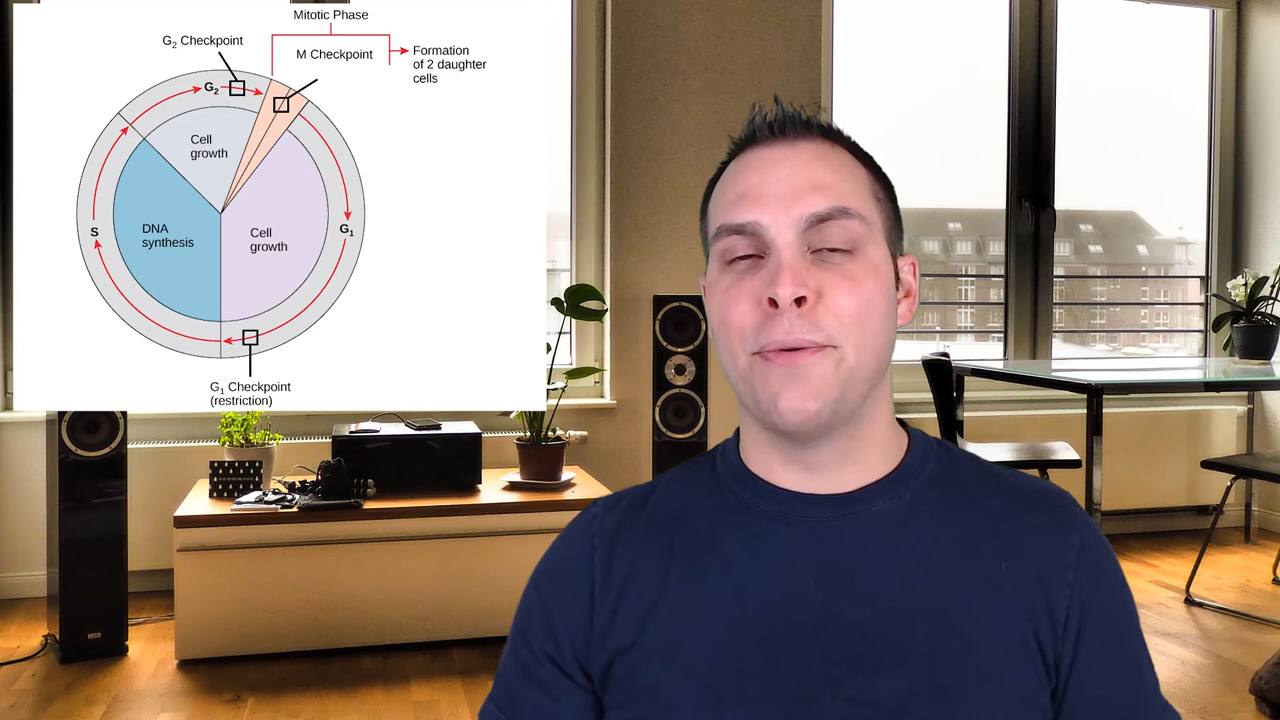 Mitotic Phase
G₂ Checkpoint
M Checkpoint
Formation
of 2 daughter
cells
G₂
Cell
growth
DNA
synthesis
S
Cell
growth
G₁
G₁ Checkpoint
(restriction)
HECO